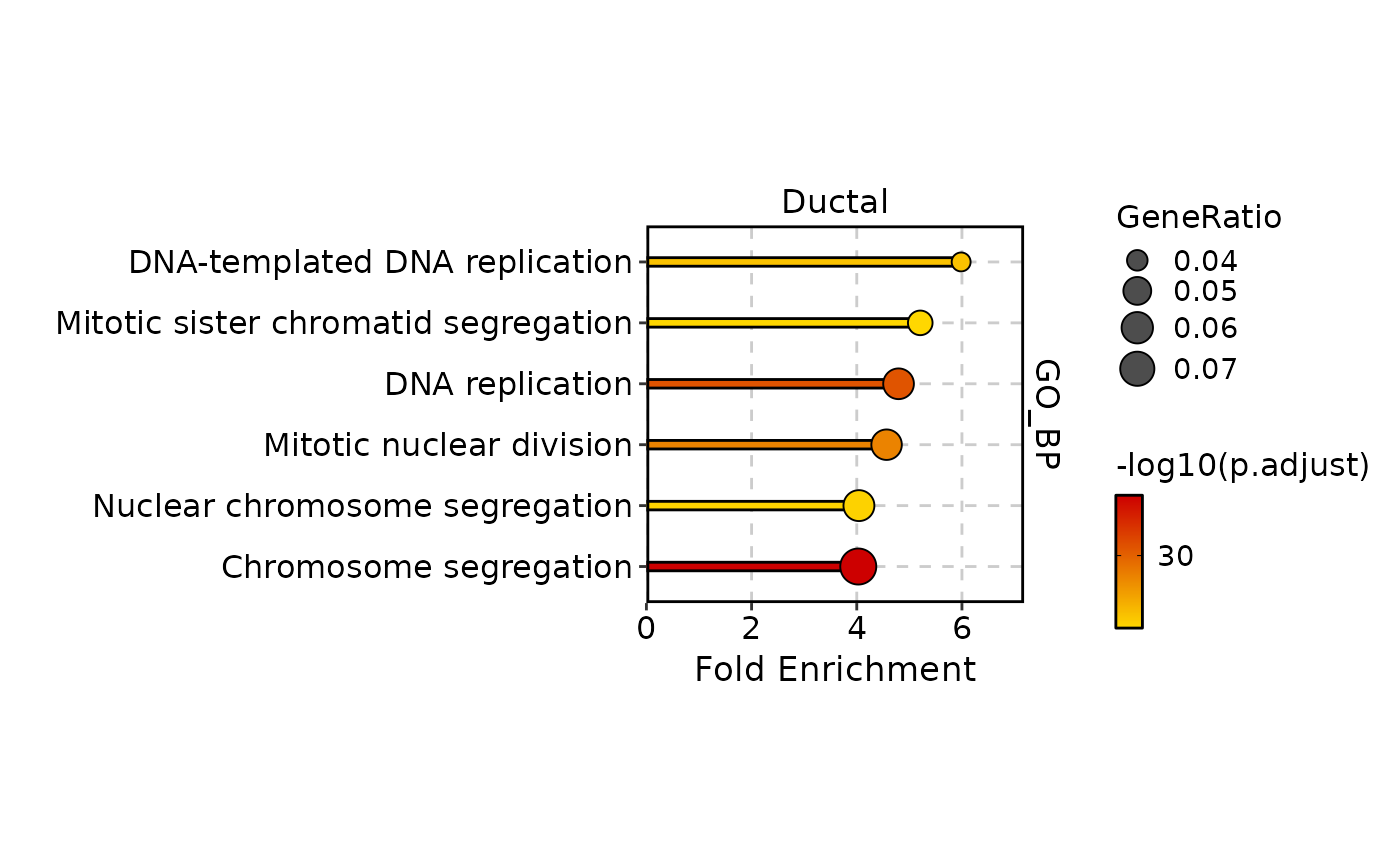 Ductal
DNA-templated DNA replication
Mitotic sister chromatid segregation
DNA replication
Mitotic nuclear division
Nuclear chromosome segregation
Chromosome segregation
0 2 4 6
Fold Enrichment
GO_BP
GeneRatio
0.04
0.05
0.06
0.07
-log10(p.adjust)
30